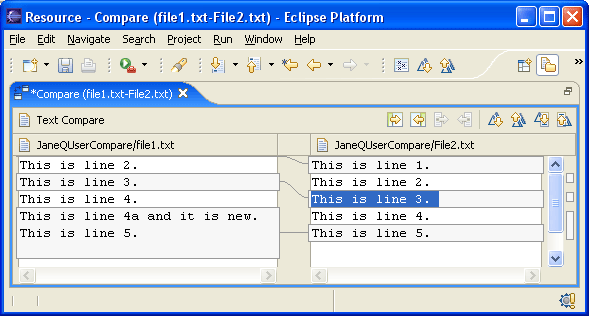 Resource - Compare (file1.txt-File2.txt) - Eclipse Platform
File Edit Navigate Search Project Run Window Help
*Compare (file1.txt-File2.txt)
Text Compare
JaneQUserCompare/file1.txt
This is line 2.
This is line 3.
This is line 4.
This is line 4a and it is new.
This is line 5.
JaneQUserCompare/File2.txt
This is line 1.
This is line 2.
This is line 3.
This is line 4.
This is line 5.